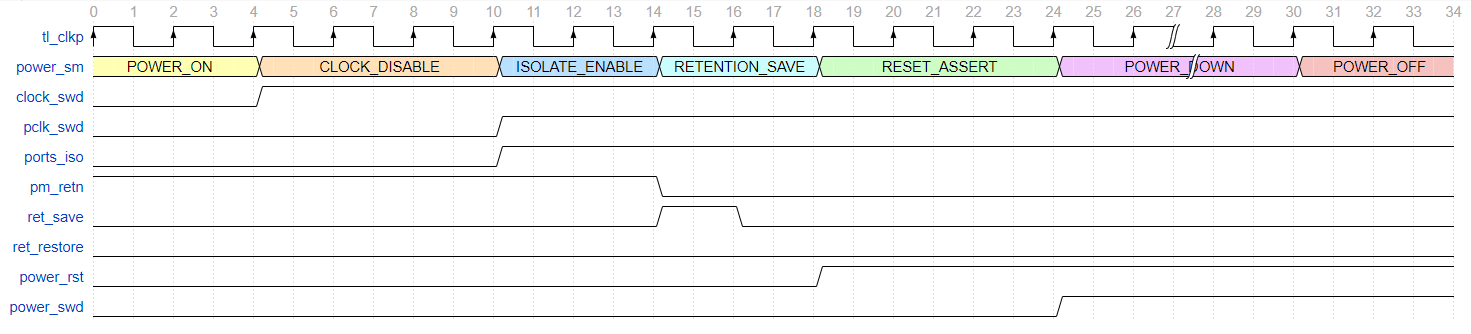 0 1 2 3 4 5 6 7 8 9 10 11 12 13 14 15 16 17 18 19 20 21 22 23 24 25 26 27 28 29 30 31 32 33 34
tl_clkp
power_sm POWER_ON CLOCK_DISABLE ISOLATE_ENABLE RETENTION_SAVE RESET_ASSERT POWER_DOWN POWER_OFF
clock_swd
pclk_swd
ports_iso
pm_retn
ret_save
ret_restore
power_rst
power_swd